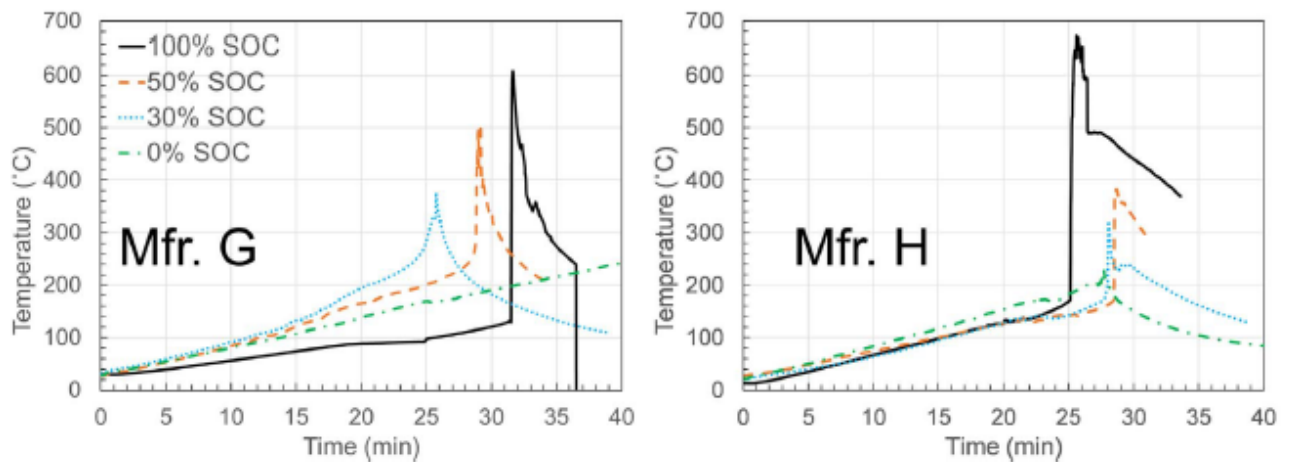 700
600
500
400
300
200
100
0
Temperature (˚C)
100% SOC
50% SOC
30% SOC
0% SOC
Mfr. G
0 5 10 15 20 25 30 35 40
Time (min)
700
600
500
400
300
200
100
0
Temperature (˚C)
Mfr. H
0 5 10 15 20 25 30 35 40
Time (min)